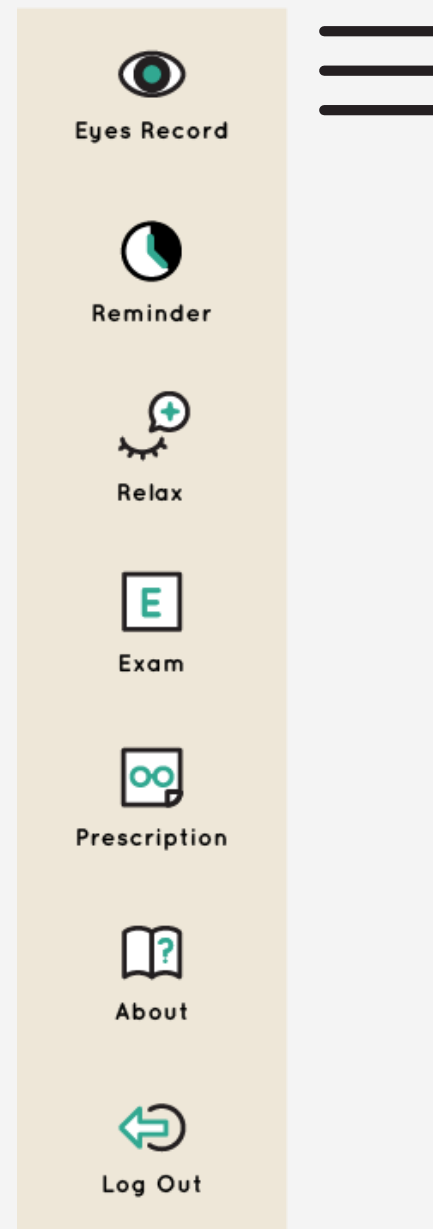 Eyes Record
Reminder
Relax
E
Exam
Prescription
?
About
Log Out